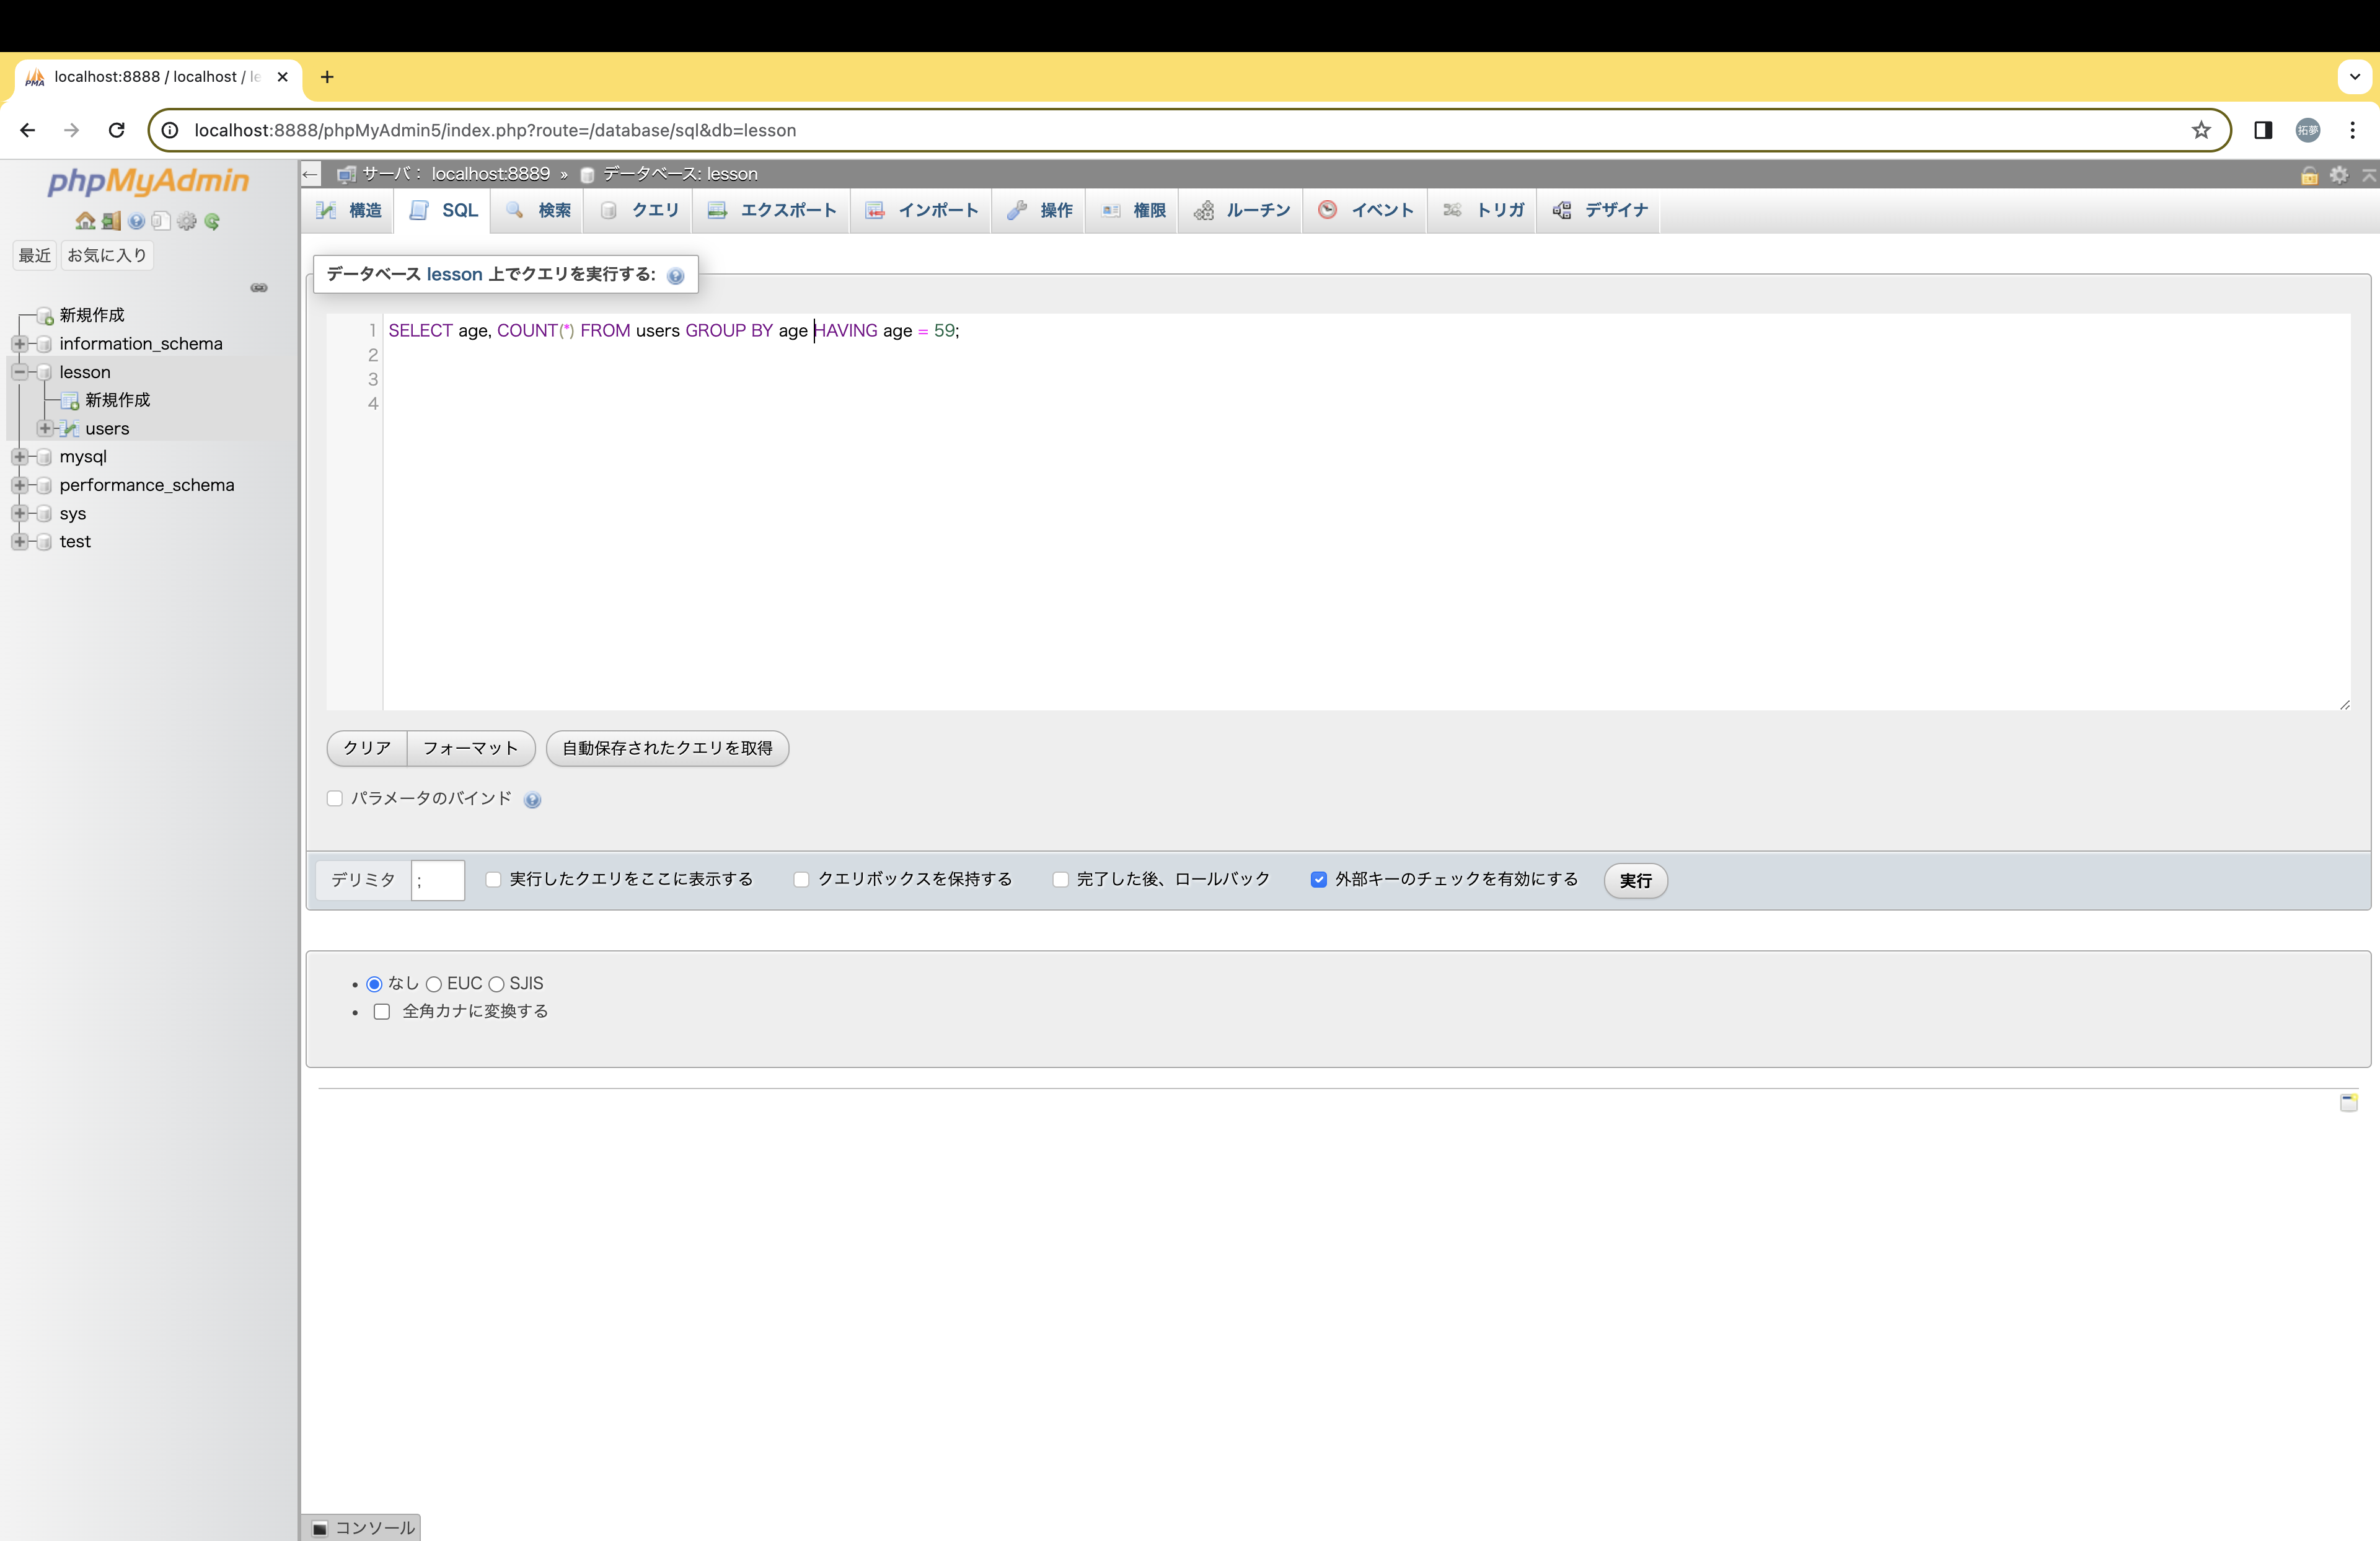 localhost:8888 / localhost / le
localhost:8888/phpMyAdmin5/index.php?route=/database/sql&db=lesson
拓夢
phpMyAdmin
最近 お気に入り
新規作成
information_schema
lesson
新規作成
users
mysql
performance_schema
sys
test
サーバ: localhost:8889 » データベース: lesson
構造 SQL 検索 クエリ エクスポート インポート 操作 権限 ルーチン イベント トリガ デザイナ
データベース lesson 上でクエリを実行する:
1 SELECT age, COUNT(*) FROM users GROUP BY age HAVING age = 59;
2
3
4
クリア フォーマット 自動保存されたクエリを取得
パラメータのバインド
デリミタ ; 実行したクエリをここに表示する クエリボックスを保持する 完了した後、ロールバック 外部キーのチェックを有効にする 実行
• なし EUC SJIS
• 全角カナに変換する
コンソール